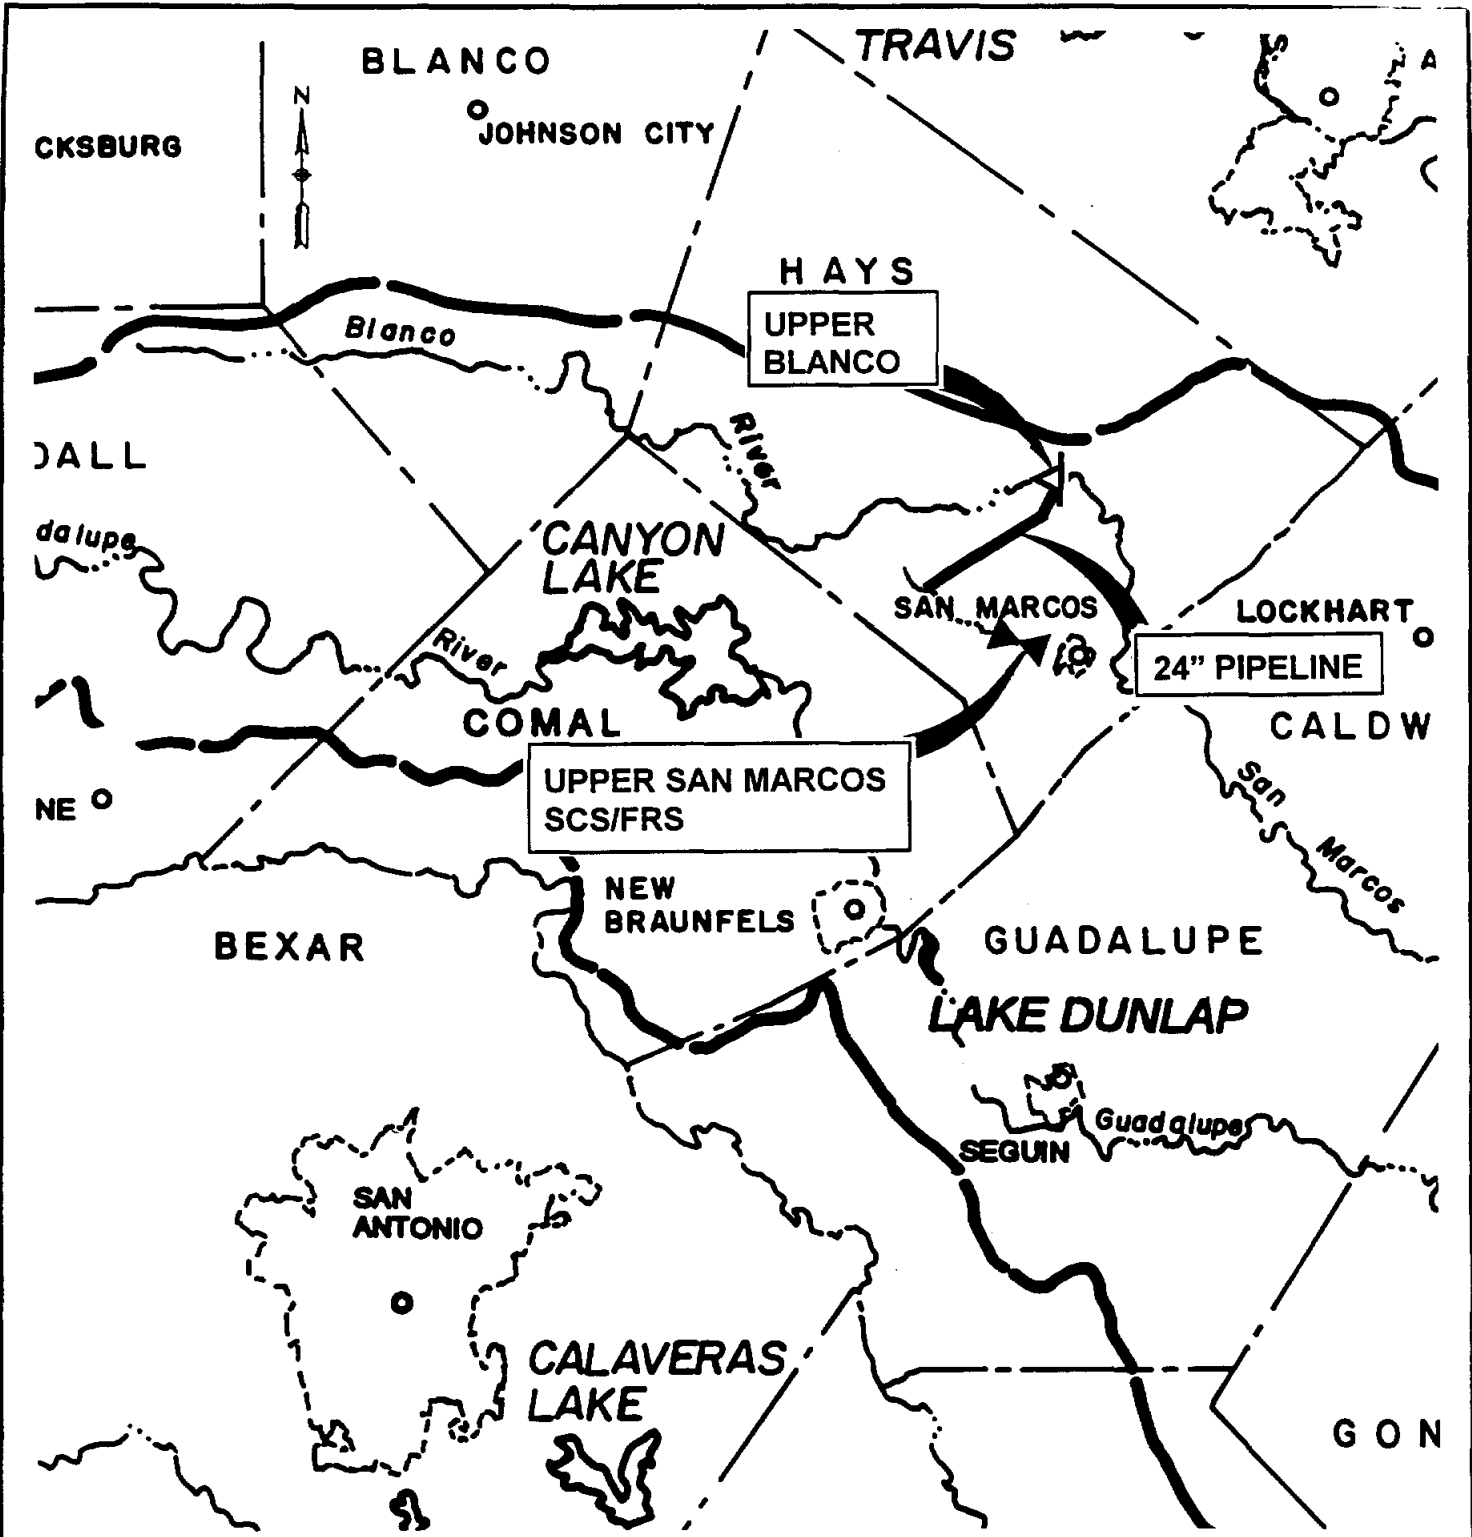 TRAVIS
BLANCO
N
JOHNSON CITY
CKSBURG
A
HAYS
UPPER
BLANCO
Blanco
River
DALL
dalupe
CANYON
LAKE
SAN MARCOS
LOCKHART
River
24” PIPELINE
COMAL
CALDW
UPPER SAN MARCOS
SCS/FRS
San
Marcos
NE
NEW
BRAUNFELS
BEXAR
GUADALUPE
LAKE DUNLAP
Guadalupe
SEGUIN
SAN
ANTONIO
CALAVERAS
LAKE
GON